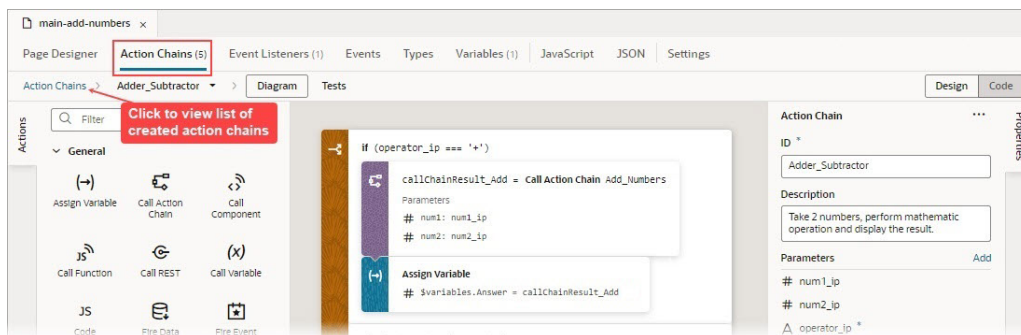 main-add-numbers ×
Page Designer Action Chains (5) Event Listeners (1) Events Types Variables (1) JavaScript JSON Settings
Action Chains > Adder_Subtractor > Diagram Tests Design Code
Click to view list of
created action chains
Actions
Filter
General
(→)
Assign Variable
Call Action
Chain
Call
Component
JS
Call Function
Call REST
(x)
Call Variable
JS
Code
Fire Data
Fire Event
if (operator_ip === '+')
callChainResult_Add = Call Action Chain Add_Numbers
Parameters
# num1: num1_ip
# num2: num2_ip
(→) Assign Variable
# $variables.Answer = callChainResult_Add
Action Chain ...
ID *
Adder_Subtractor
Description
Take 2 numbers, perform mathematic
operation and display the result.
Parameters Add
# num1_ip
# num2_ip
A operator_ip *
Properties